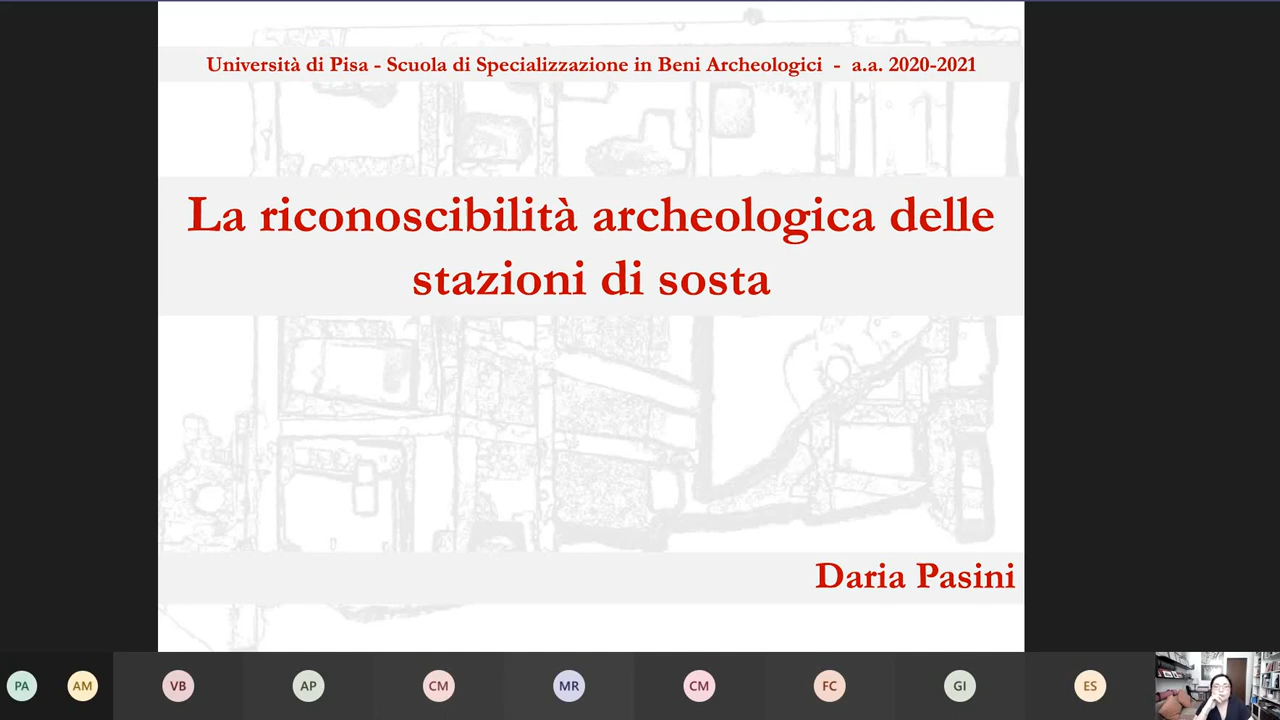 Università di Pisa - Scuola di Specializzazione in Beni Archeologici - a.a. 2020-2021
La riconoscibilità archeologica delle
stazioni di sosta
Daria Pasini
PA AM VB AP CM MR CM FC GI ES